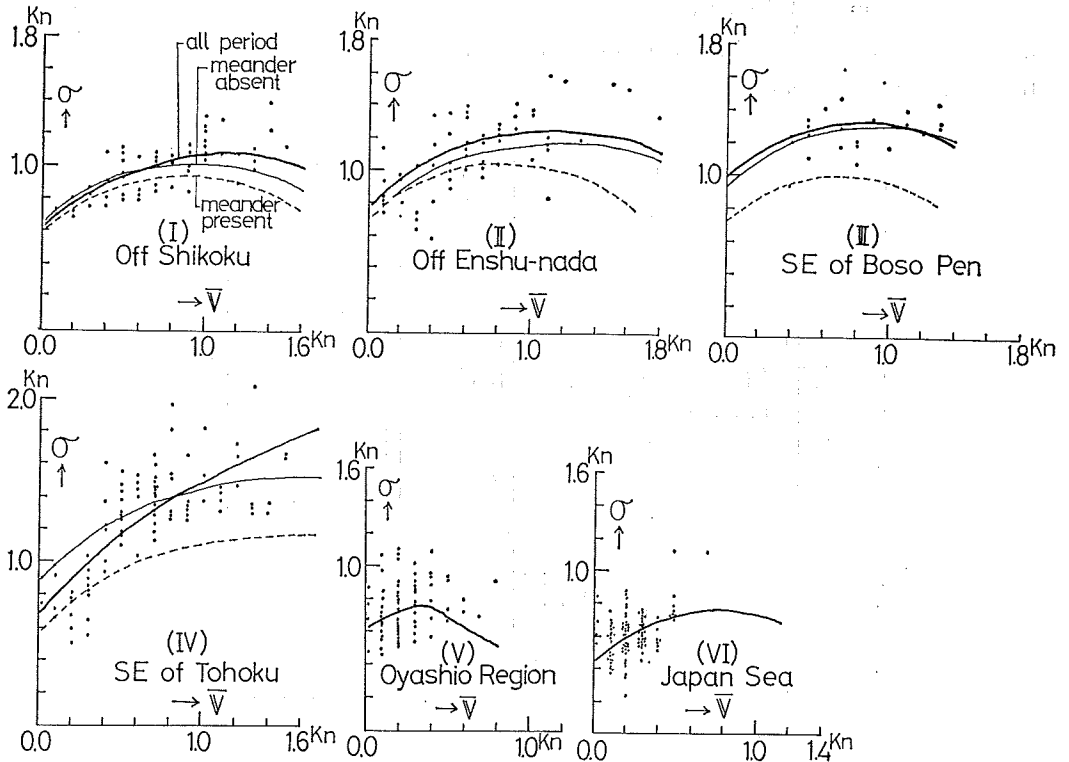 Kn
1.8
σ
↑
1.0
0.0
1.0
1.6Kn
all period
meander
absent
meander
present
(I)
Off Shikoku
→V̅
Kn
1.8
σ
↑
1.0
0.0
1.0
1.8Kn
(II)
Off Enshu-nada
→V̅
Kn
1.8
σ
↑
1.0
0.0
1.0
1.8Kn
(III)
SE of Boso Pen
→V̅
Kn
2.0
σ
↑
1.0
0.0
1.0
1.6Kn
(IV)
SE of Tohoku
→V̅
Kn
1.6
σ
↑
1.0
0.0
1.0Kn
(V)
Oyashio Region
→V̅
Kn
1.6
σ
↑
1.0
0.0
1.0
1.4Kn
(VI)
Japan Sea
→V̅